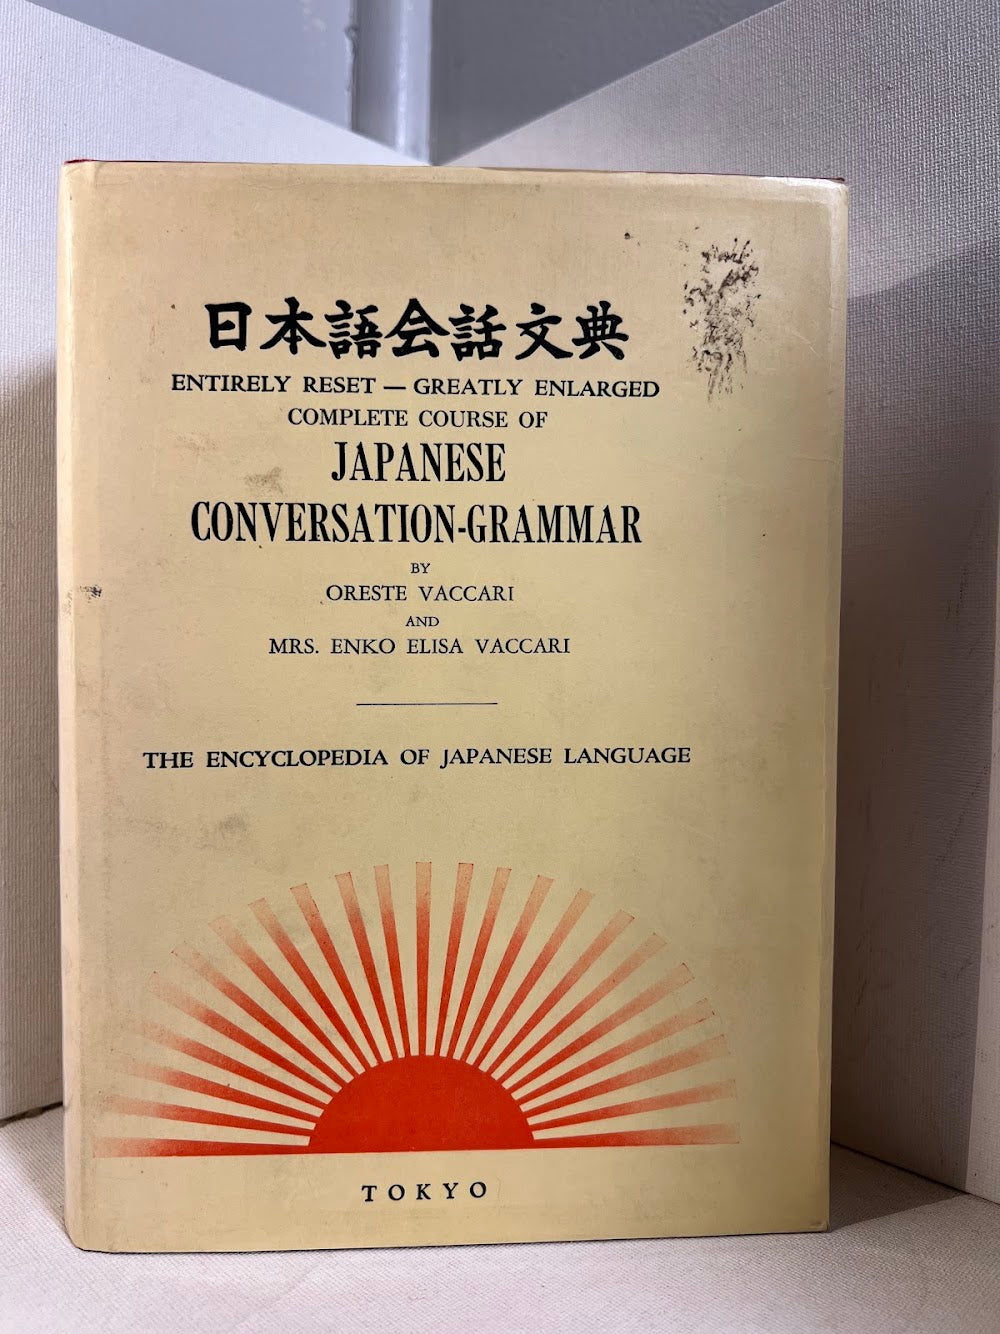 日本語会話文典
ENTIRELY RESET — GREATLY ENLARGED
COMPLETE COURSE OF
JAPANESE
CONVERSATION-GRAMMAR
BY
ORESTE VACCARI
AND
MRS. ENKO ELISA VACCARI
THE ENCYCLOPEDIA OF JAPANESE LANGUAGE
TOKYO